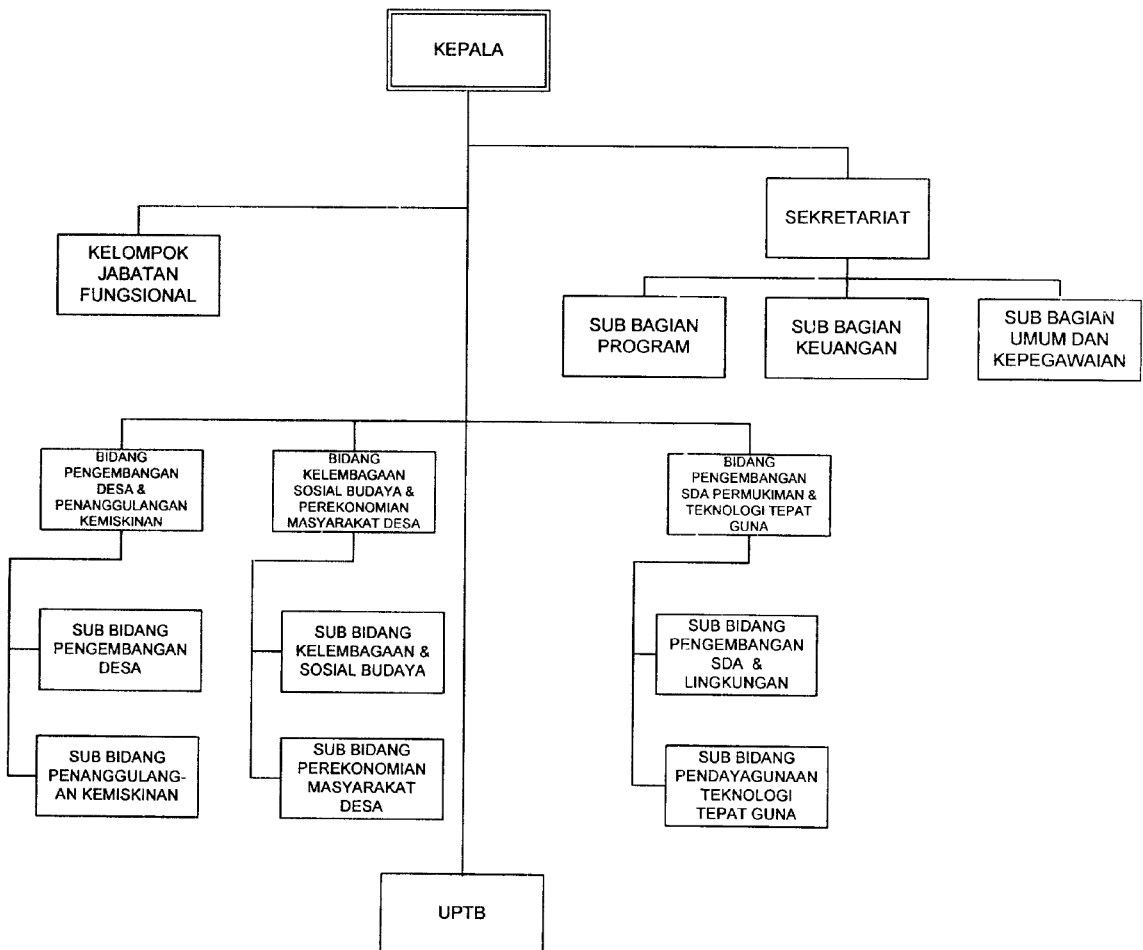 KEPALA
SEKRETARIAT
KELOMPOK
JABATAN
FUNGSIONAL
SUB BAGIAN
PROGRAM
SUB BAGIAN
KEUANGAN
SUB BAGIAN
UMUM DAN
KEPEGAWAIAN
BIDANG
PENGEMBANGAN
DESA &
PENANGGULANGAN
KEMISKINAN
BIDANG
KELEMBAGAAN
SOSIAL BUDAYA &
PEREKONOMIAN
MASYARAKAT DESA
BIDANG
PENGEMBANGAN
SDA PERMUKIMAN &
TEKNOLOGI TEPAT
GUNA
SUB BIDANG
PENGEMBANGAN
DESA
SUB BIDANG
KELEMBAGAAN &
SOSIAL BUDAYA
SUB BIDANG
PENGEMBANGAN
SDA &
LINGKUNGAN
SUB BIDANG
PENANGGULANG-
AN KEMISKINAN
SUB BIDANG
PEREKONOMIAN
MASYARAKAT
DESA
SUB BIDANG
PENDAYAGUNAAN
TEKNOLOGI
TEPAT GUNA
UPTB